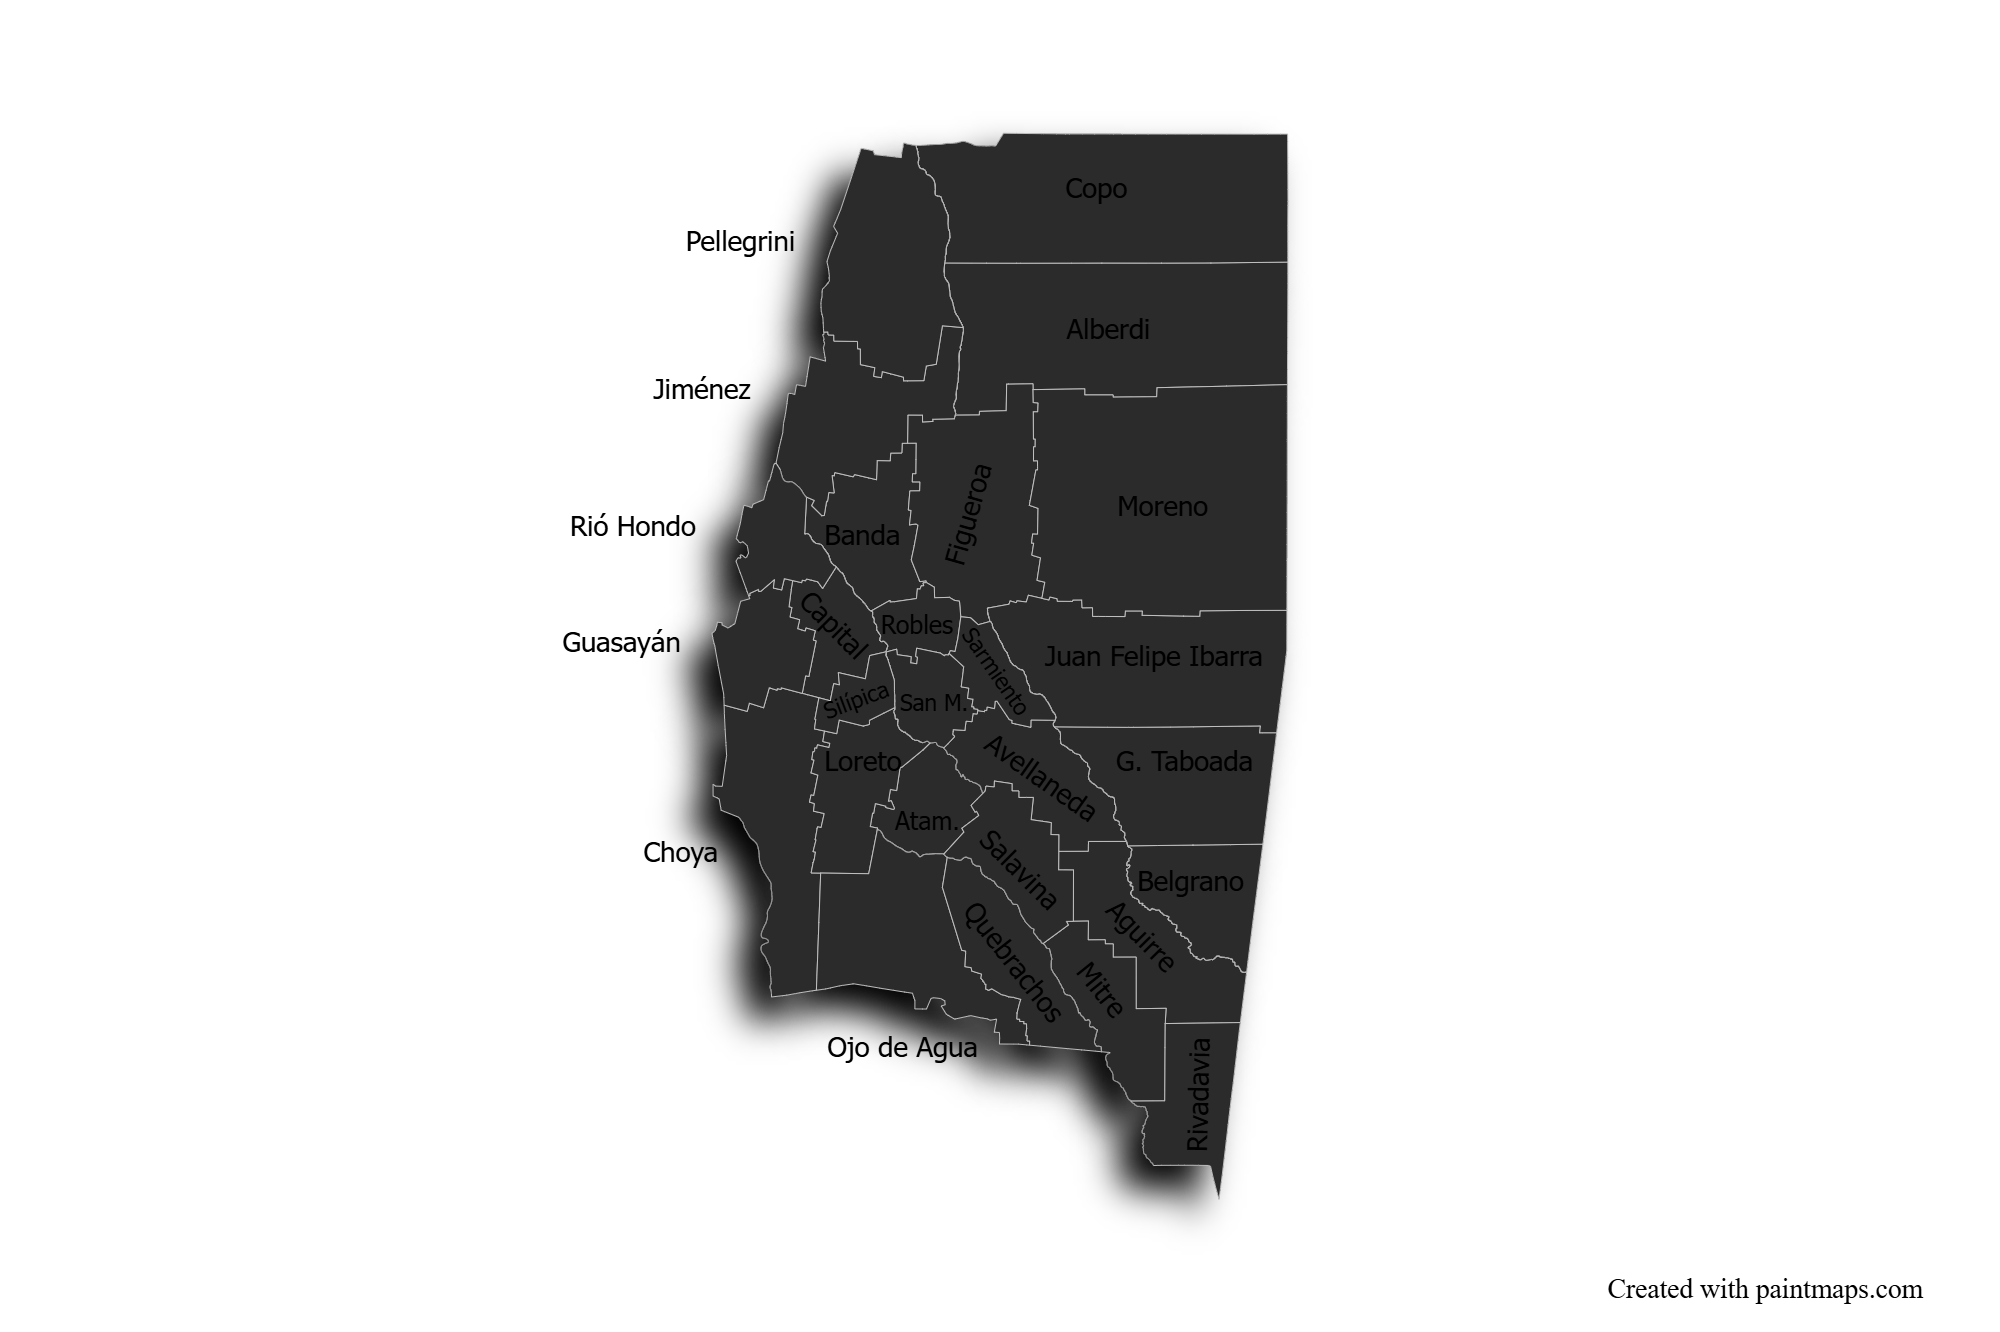 Copo
Pellegrini
Alberdi
Jiménez
Figueroa
Moreno
Rió Hondo
Banda
Capital
Robles
Sarmiento
Guasayán
Juan Felipe Ibarra
Silípica
San M.
Loreto
Avellaneda
G. Taboada
Atam.
Choya
Salavina
Belgrano
Quebrachos
Aguirre
Mitre
Ojo de Agua
Rivadavia
Created with paintmaps.com